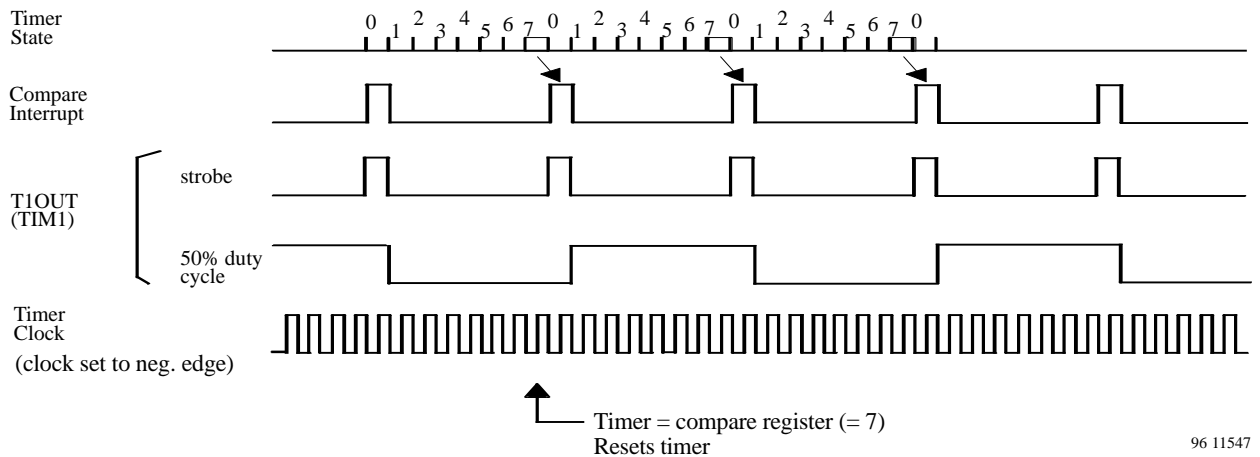 Timer
State
0 1 2 3 4 5 6 7 0 1 2 3 4 5 6 7 0 1 2 3 4 5 6 7 0
Compare
Interrupt
T1OUT
(TIM1)
strobe
50% duty
cycle
Timer
Clock
(clock set to neg. edge)
Timer = compare register (= 7)
Resets timer
96 11547